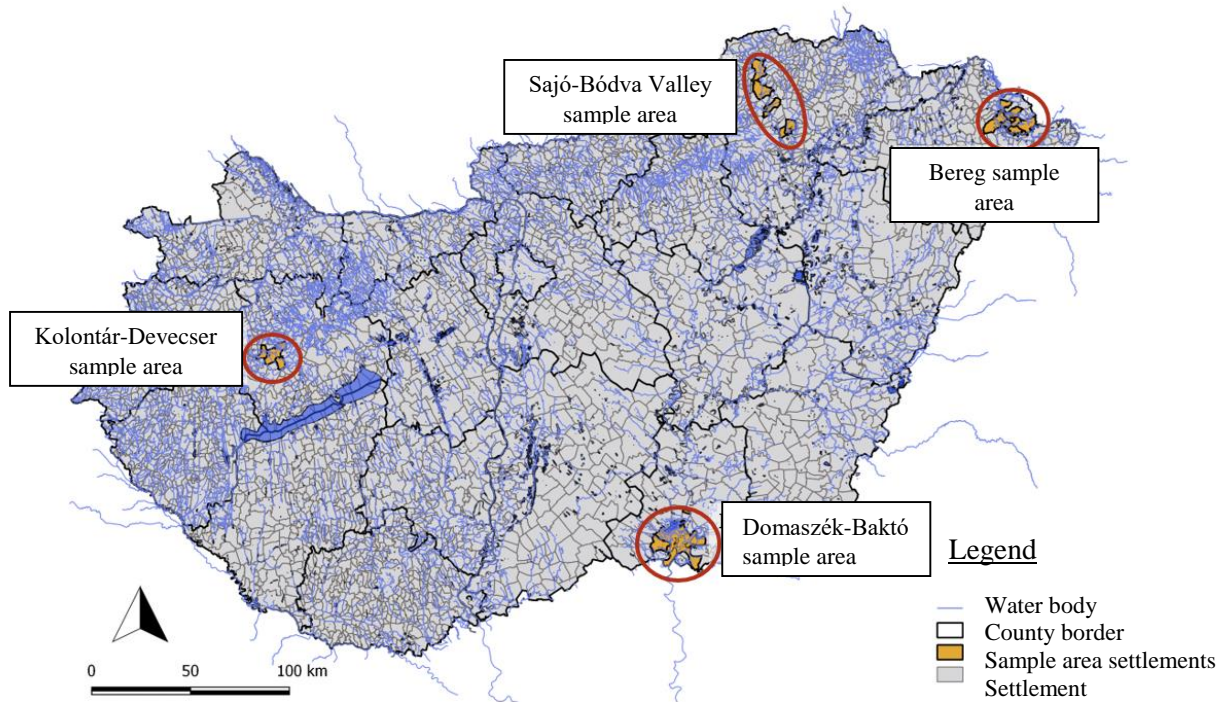 Sajó-Bódva Valley
sample area
Bereg sample
area
Kolontár-Devecser
sample area
Domaszék-Baktó
sample area
Legend
Water body
County border
Sample area settlements
Settlement
0 50 100 km